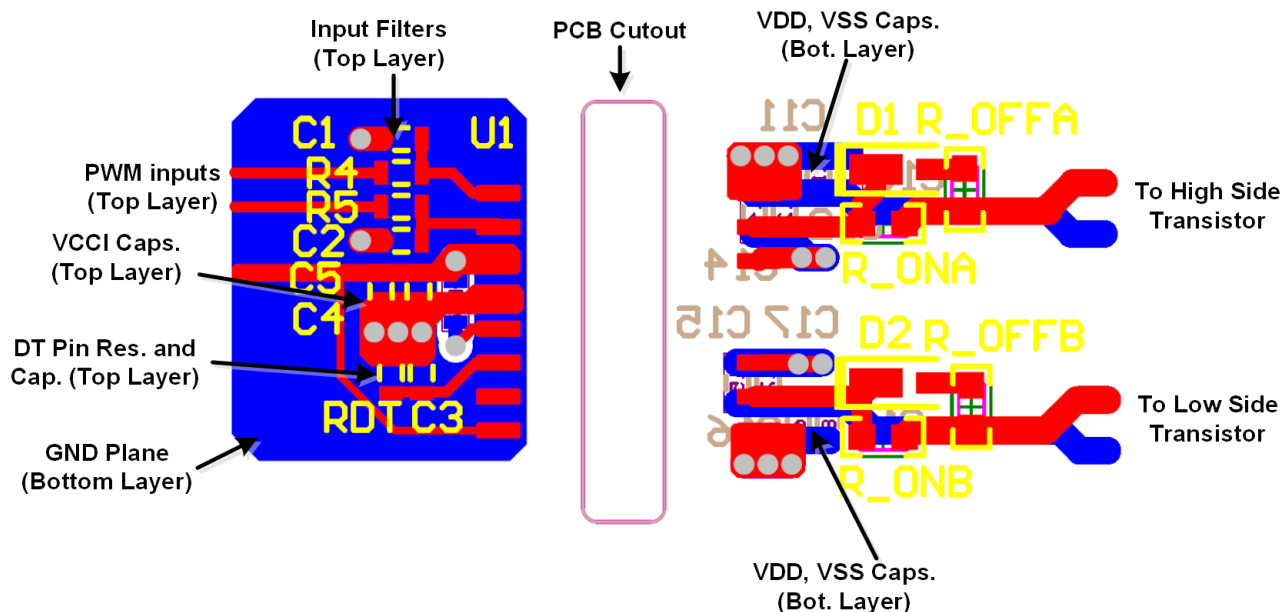 Input Filters
(Top Layer)
PCB Cutout
VDD, VSS Caps.
(Bot. Layer)
C11
D1
R_OFFA
C1
U1
PWM inputs
(Top Layer)
R4
R5
To High Side
Transistor
C2
VCCI Caps.
(Top Layer)
C5
C14
R_ONA
C4
C15
C17
D2
R_OFFB
DT Pin Res. and
Cap. (Top Layer)
RDT
C3
To Low Side
Transistor
GND Plane
(Bottom Layer)
R_ONB
VDD, VSS Caps.
(Bot. Layer)